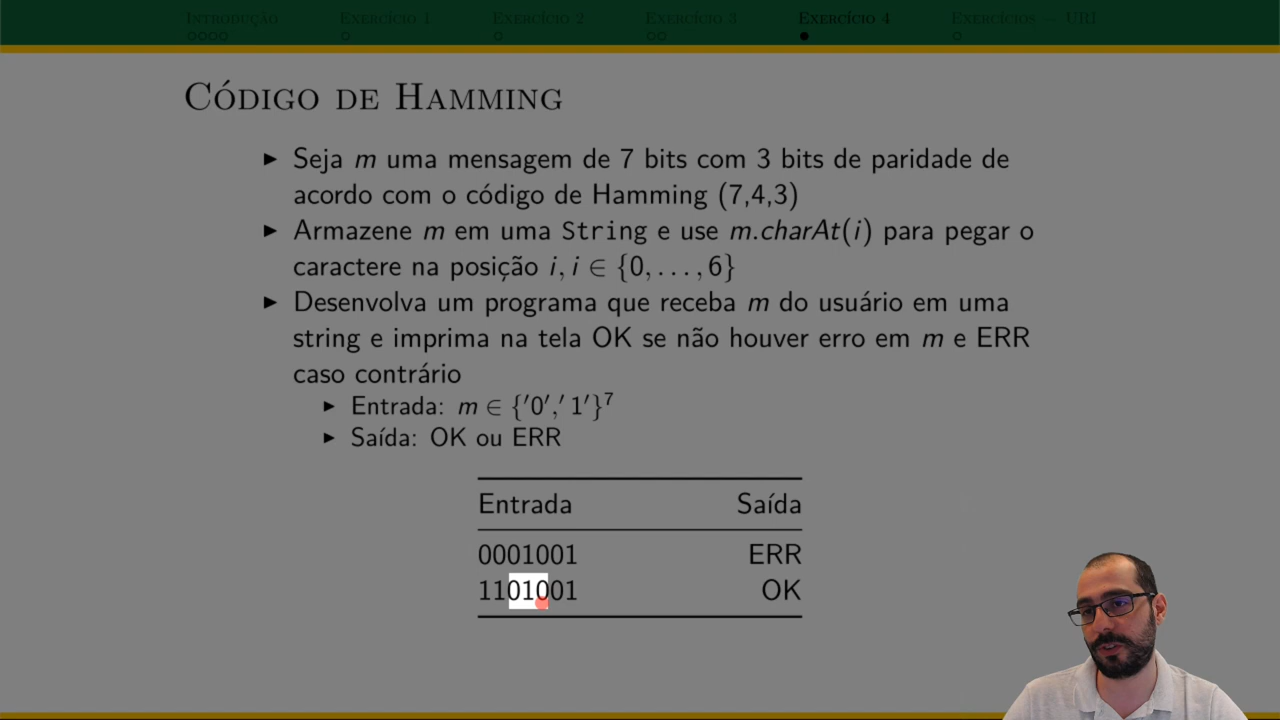 Introdução Exercício 1 Exercício 2 Exercício 3 Exercício 4 Exercícios — URI
Código de Hamming
► Seja m uma mensagem de 7 bits com 3 bits de paridade de
acordo com o código de Hamming (7,4,3)
► Armazene m em uma String e use m.charAt(i) para pegar o
caractere na posição i, i ∈ {0, . . . , 6}
► Desenvolva um programa que receba m do usuário em uma
string e imprima na tela OK se não houver erro em m e ERR
caso contrário
► Entrada: m ∈ {′0′,′ 1′}⁷
► Saída: OK ou ERR
Entrada Saída
0001001 ERR
1101001 OK